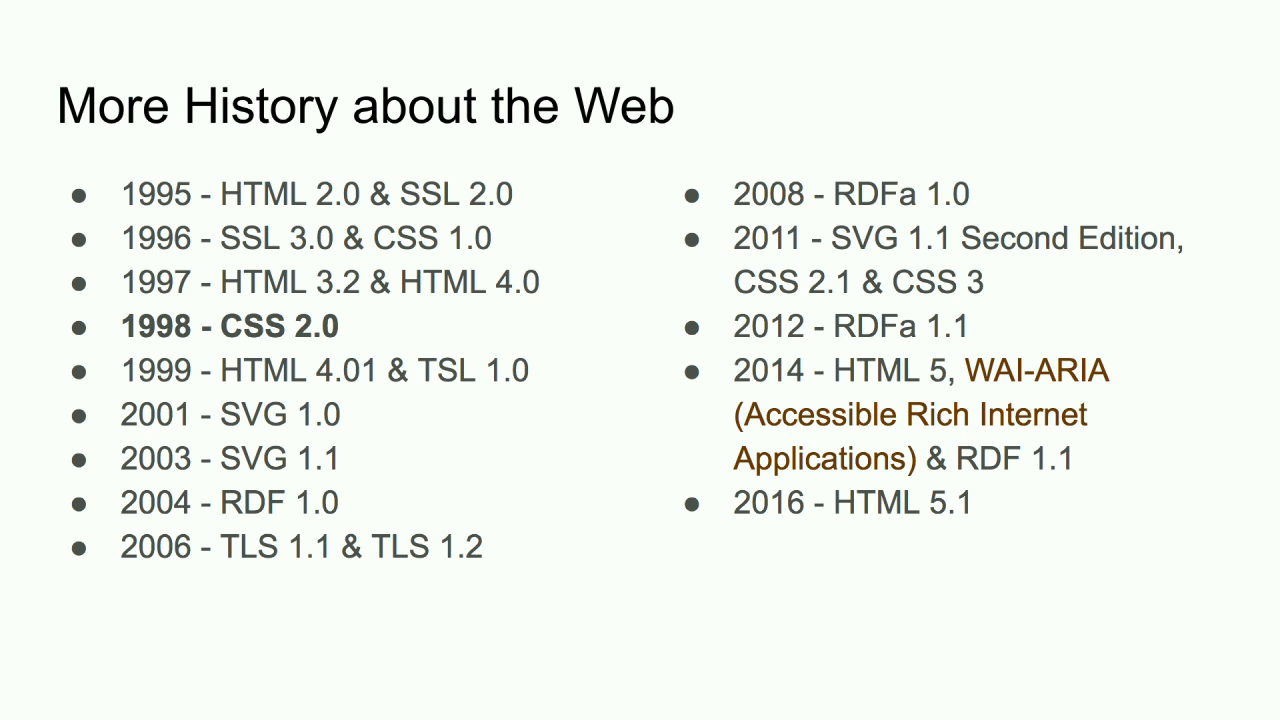 More History about the Web
● 1995 - HTML 2.0 & SSL 2.0
● 1996 - SSL 3.0 & CSS 1.0
● 1997 - HTML 3.2 & HTML 4.0
● 1998 - CSS 2.0
● 1999 - HTML 4.01 & TSL 1.0
● 2001 - SVG 1.0
● 2003 - SVG 1.1
● 2004 - RDF 1.0
● 2006 - TLS 1.1 & TLS 1.2
● 2008 - RDFa 1.0
● 2011 - SVG 1.1 Second Edition,
CSS 2.1 & CSS 3
● 2012 - RDFa 1.1
● 2014 - HTML 5, WAI-ARIA
(Accessible Rich Internet
Applications) & RDF 1.1
● 2016 - HTML 5.1